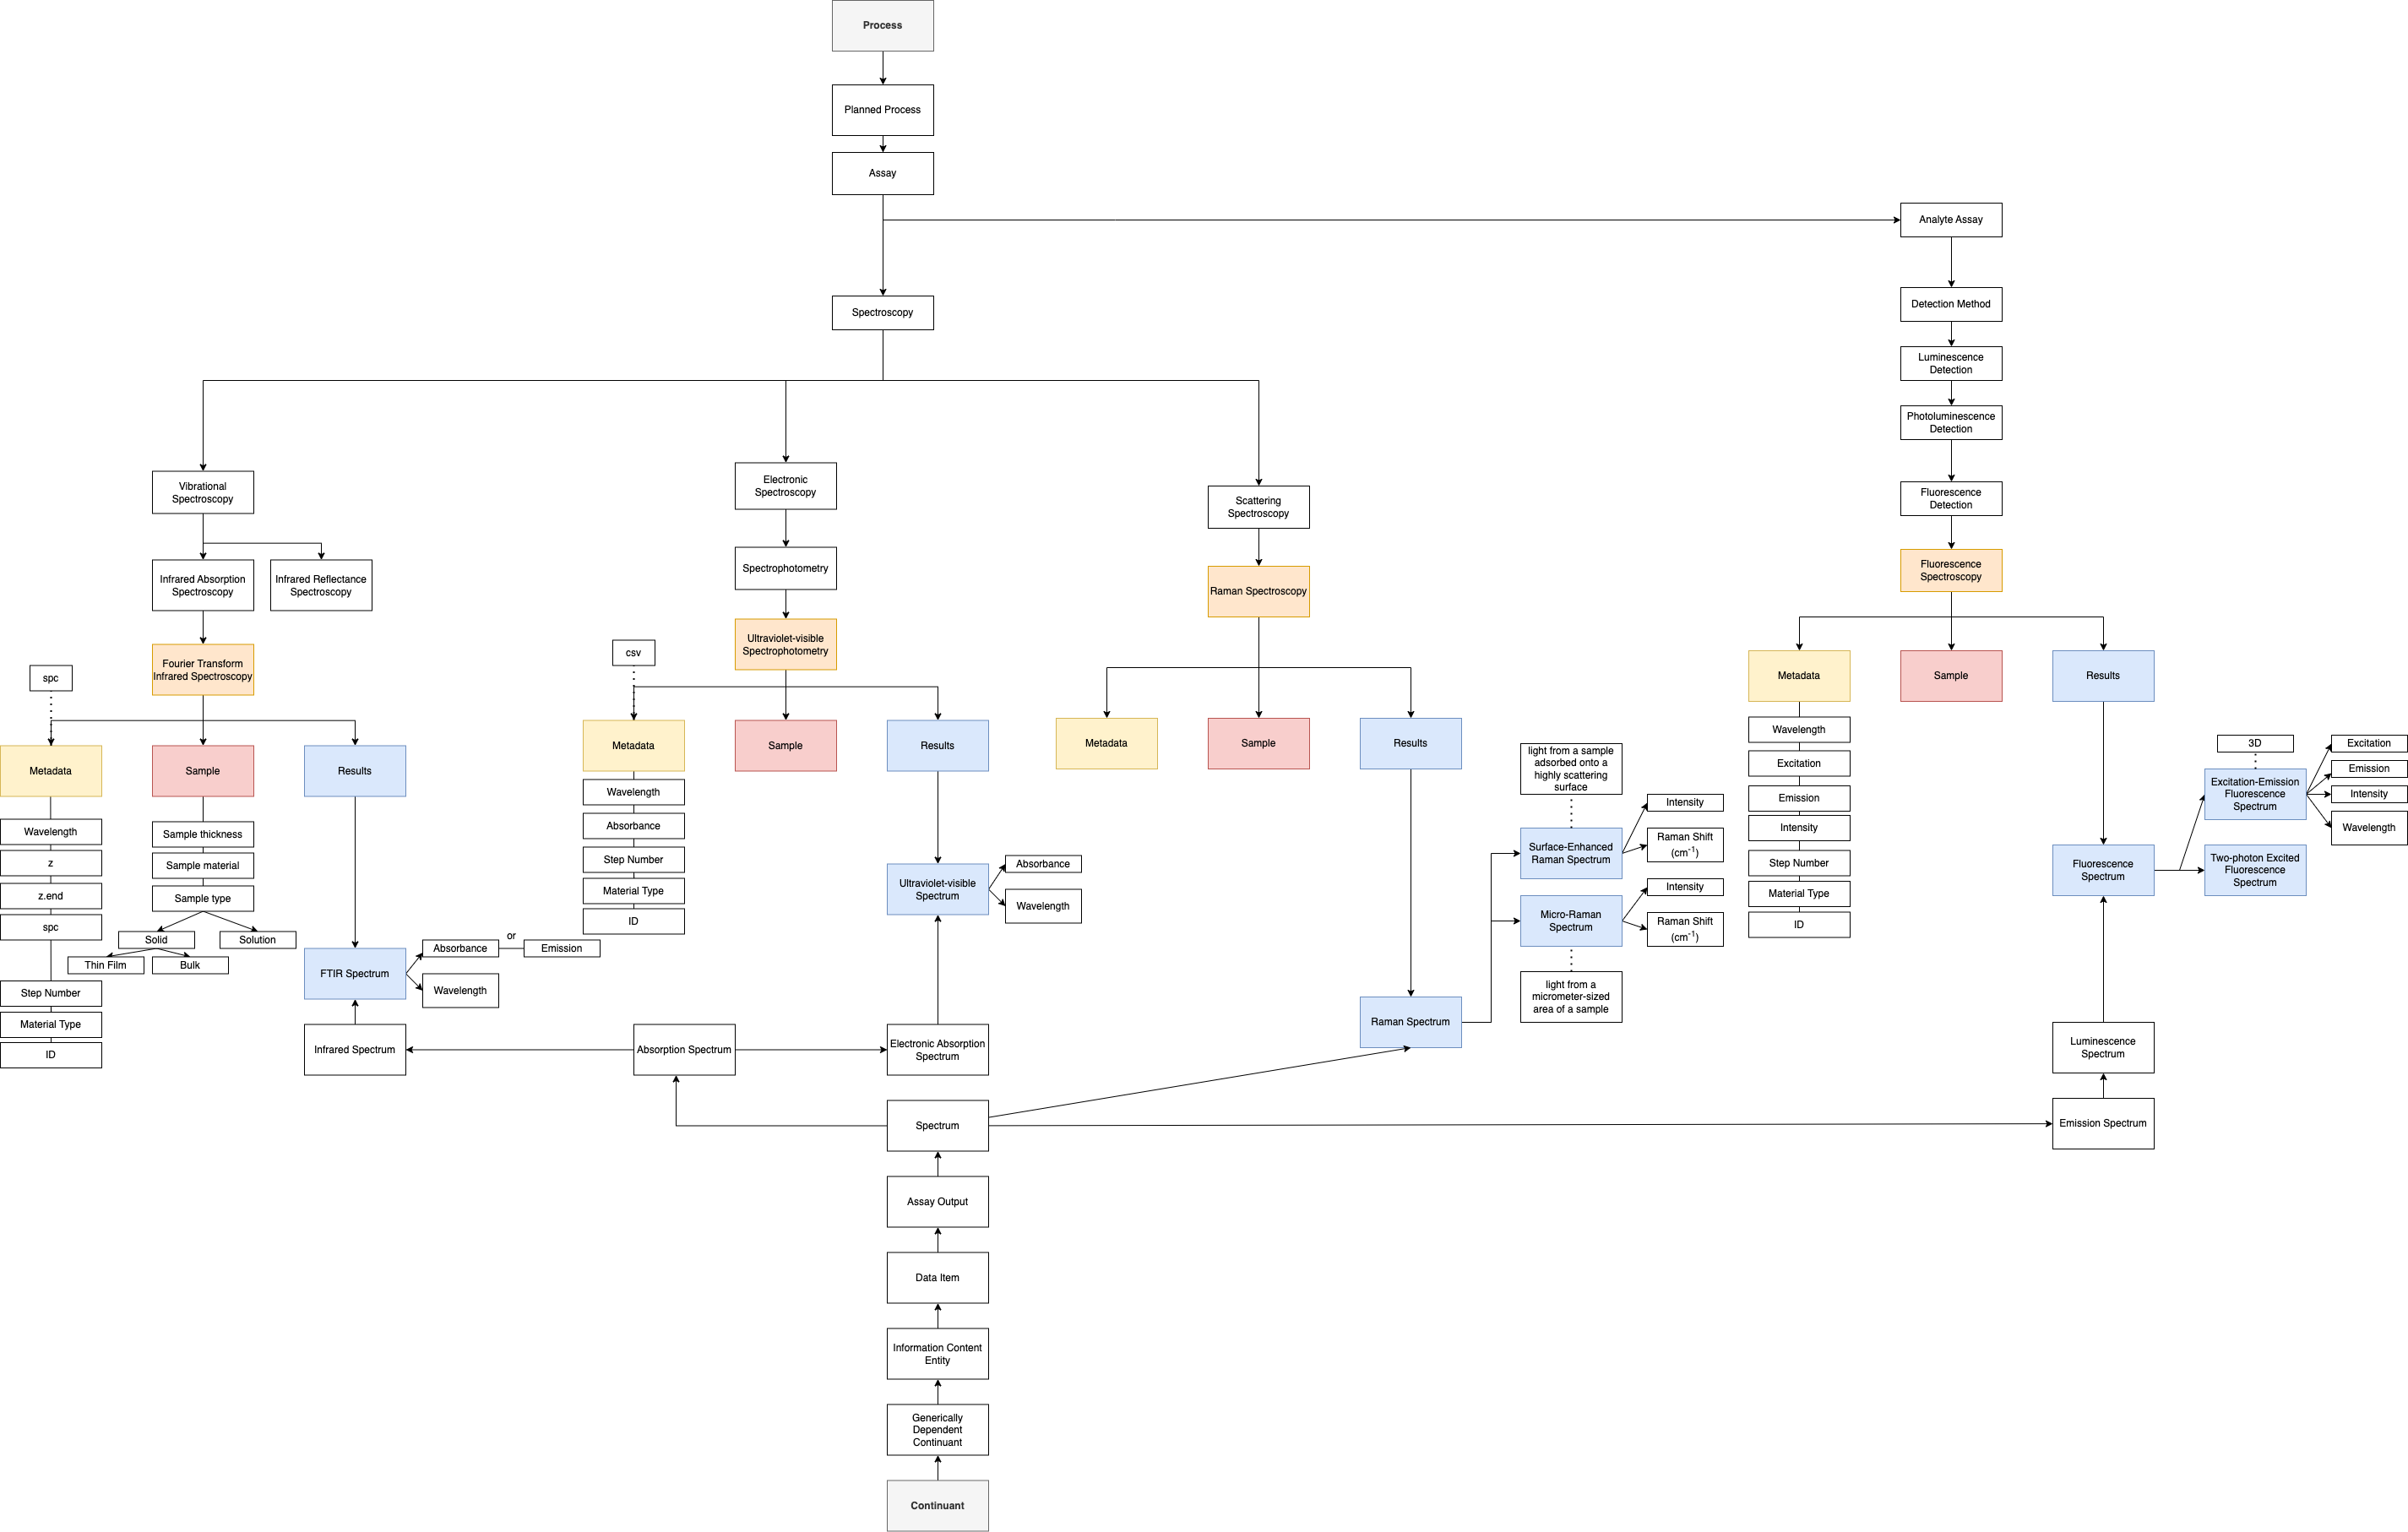 Process
Planned Process
Assay
Analyte Assay
Detection Method
Spectroscopy
Luminescence
Detection
Photoluminescence
Detection
Vibrational
Spectroscopy
Electronic
Spectroscopy
Scattering
Spectroscopy
Fluorescence
Detection
Infrared Absorption
Spectroscopy
Infrared Reflectance
Spectroscopy
Spectrophotometry
Raman Spectroscopy
Fluorescence
Spectroscopy
Fourier Transform
Infrared Spectroscopy
spc
csv
Ultraviolet-visible
Spectrophotometry
Metadata
Sample
Results
Metadata
Sample
Results
Metadata
Sample
Results
Metadata
Sample
Results
Wavelength
z
z.end
spc
Step Number
Material Type
ID
Sample thickness
Sample material
Sample type
Solid
Solution
Thin Film
Bulk
FTIR Spectrum
Absorbance
or
Emission
Wavelength
Wavelength
Absorbance
Step Number
Material Type
ID
Ultraviolet-visible
Spectrum
Absorbance
Wavelength
light from a sample
adsorbed onto a
highly scattering
surface
Surface-Enhanced
Raman Spectrum
Intensity
Raman Shift
(cm⁻¹)
Micro-Raman
Spectrum
Intensity
Raman Shift
(cm⁻¹)
light from a
micrometer-sized
area of a sample
Raman Spectrum
Wavelength
Excitation
Emission
Intensity
Step Number
Material Type
ID
3D
Excitation-Emission
Fluorescence
Spectrum
Excitation
Emission
Intensity
Wavelength
Fluorescence
Spectrum
Two-photon Excited
Fluorescence
Spectrum
Infrared Spectrum
Absorption Spectrum
Electronic Absorption
Spectrum
Luminescence
Spectrum
Spectrum
Emission Spectrum
Assay Output
Data Item
Information Content
Entity
Generically
Dependent
Continuant
Continuant